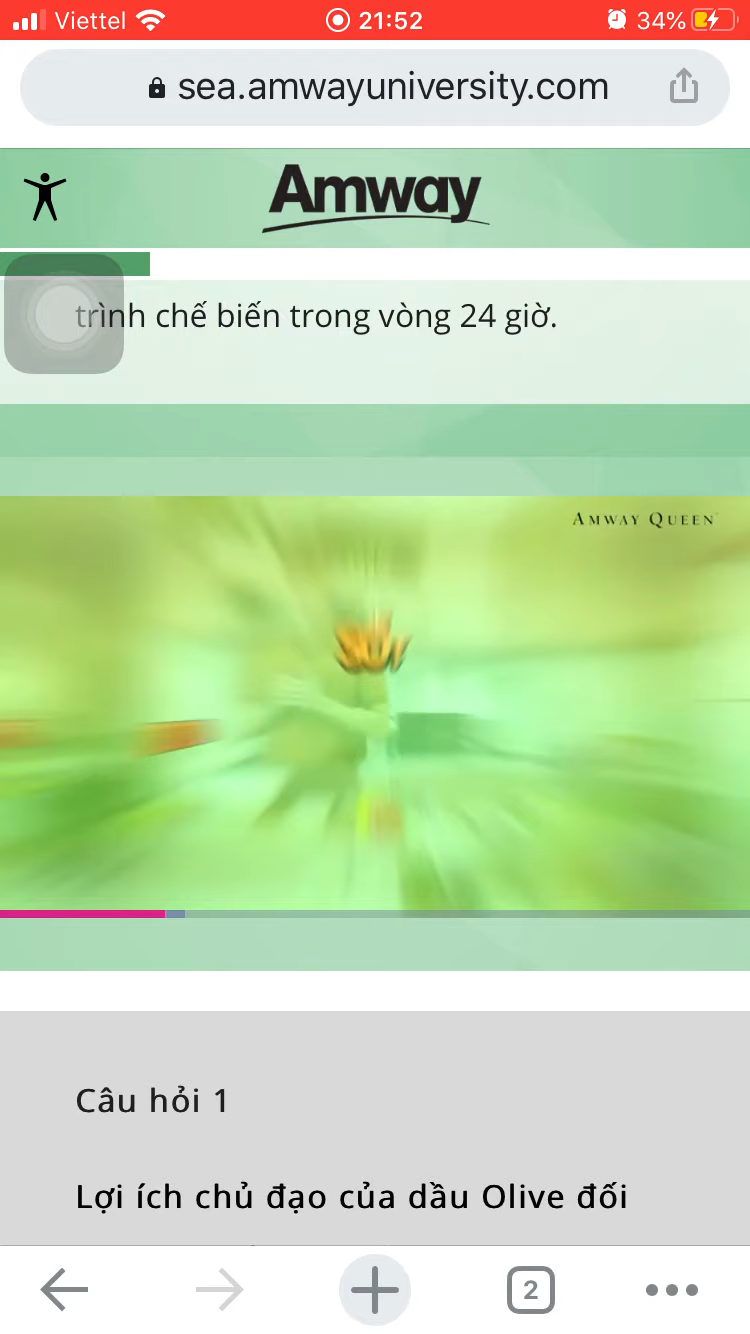 Viettel 21:52 34%
sea.amwayuniversity.com
Amway
trình chế biến trong vòng 24 giờ.
AMWAY QUEEN
Câu hỏi 1
Lợi ích chủ đạo của dầu Olive đối
2